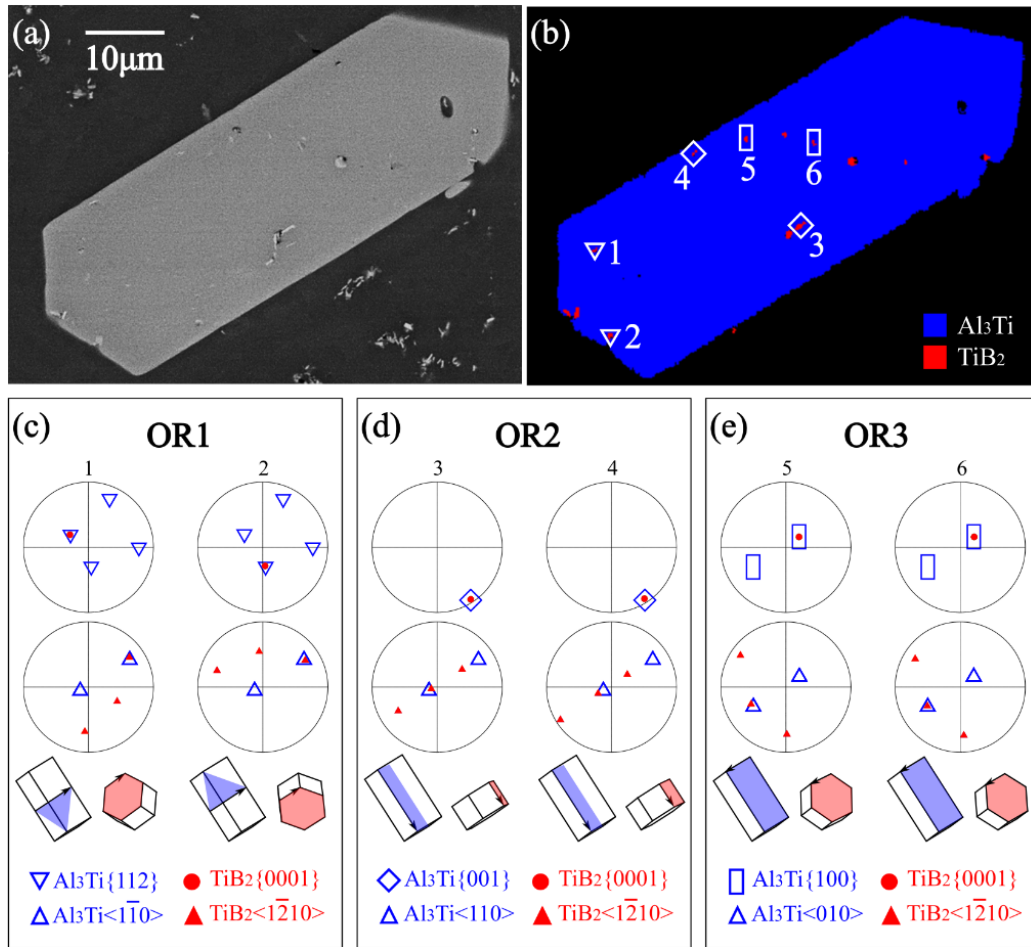 (a)
10μm
(b)
4
5
6
1
3
2
Al₃Ti
TiB₂
(c)
OR1
1
2
(d)
OR2
3
4
(e)
OR3
5
6
Al₃Ti{112} TiB₂{0001}
Al₃Ti<11̅0> TiB₂<12̅10>
Al₃Ti{001} TiB₂{0001}
Al₃Ti<110> TiB₂<12̅10>
Al₃Ti{100} TiB₂{0001}
Al₃Ti<010> TiB₂<12̅10>